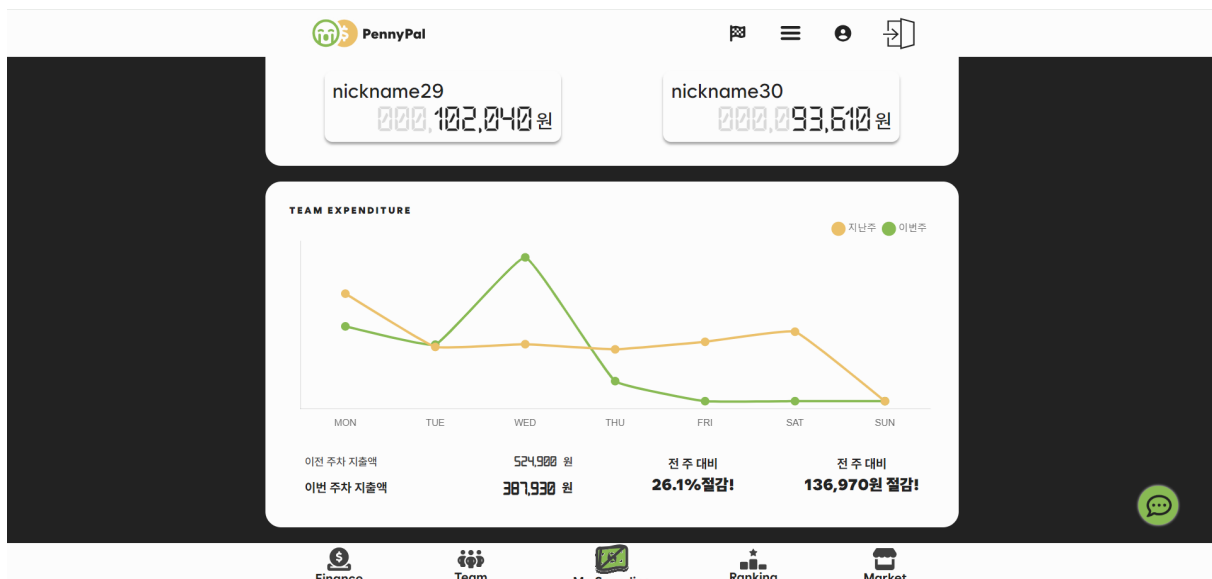 PennyPal
nickname29
000,102,040 원
nickname30
000,093,610 원
TEAM EXPENDITURE
지난주 이번주
MON TUE WED THU FRI SAT SUN
이전 주차 지출액 524,900 원
이번 주차 지출액 387,930 원
전 주 대비
26.1%절감!
전 주 대비
136,970원 절감!
Finance Team Ranking Market